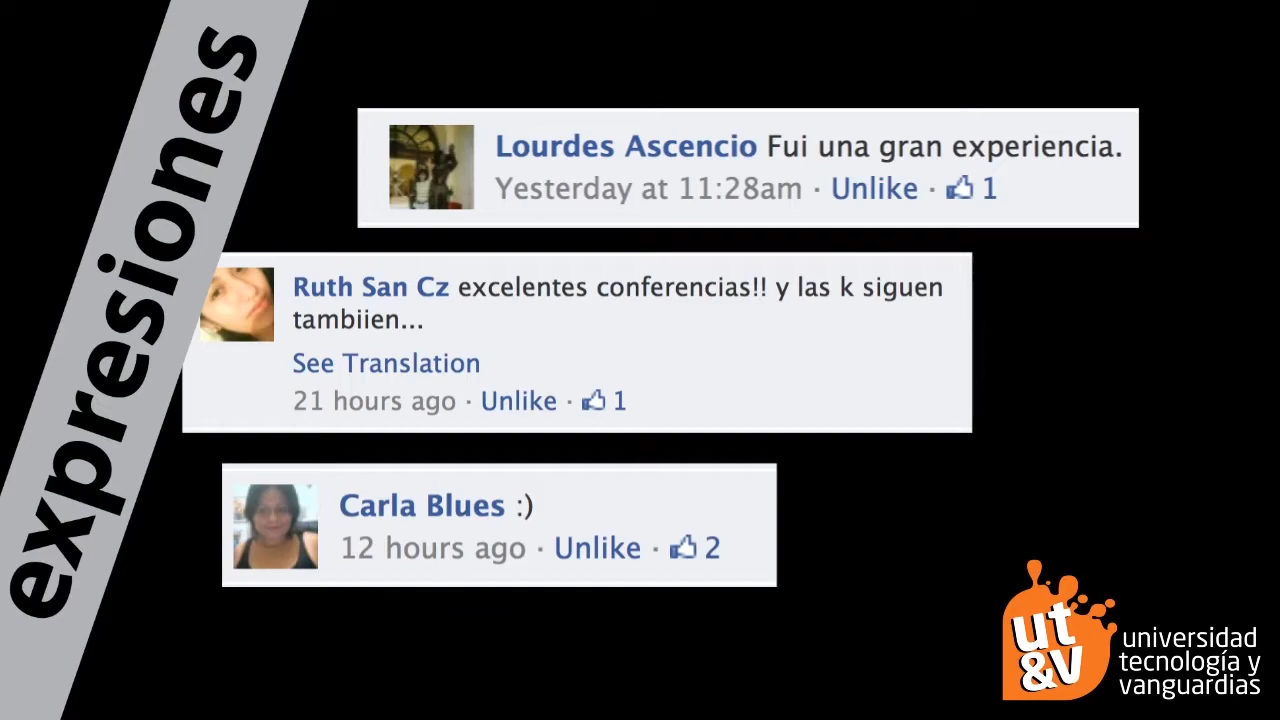 expresiones
Lourdes Ascencio Fui una gran experiencia.
Yesterday at 11:28am · Unlike · 1
Ruth San Cz excelentes conferencias!! y las k siguen
tambiien...
See Translation
21 hours ago · Unlike · 1
Carla Blues :)
12 hours ago · Unlike · 2
ut
&v
universidad
tecnología y
vanguardias